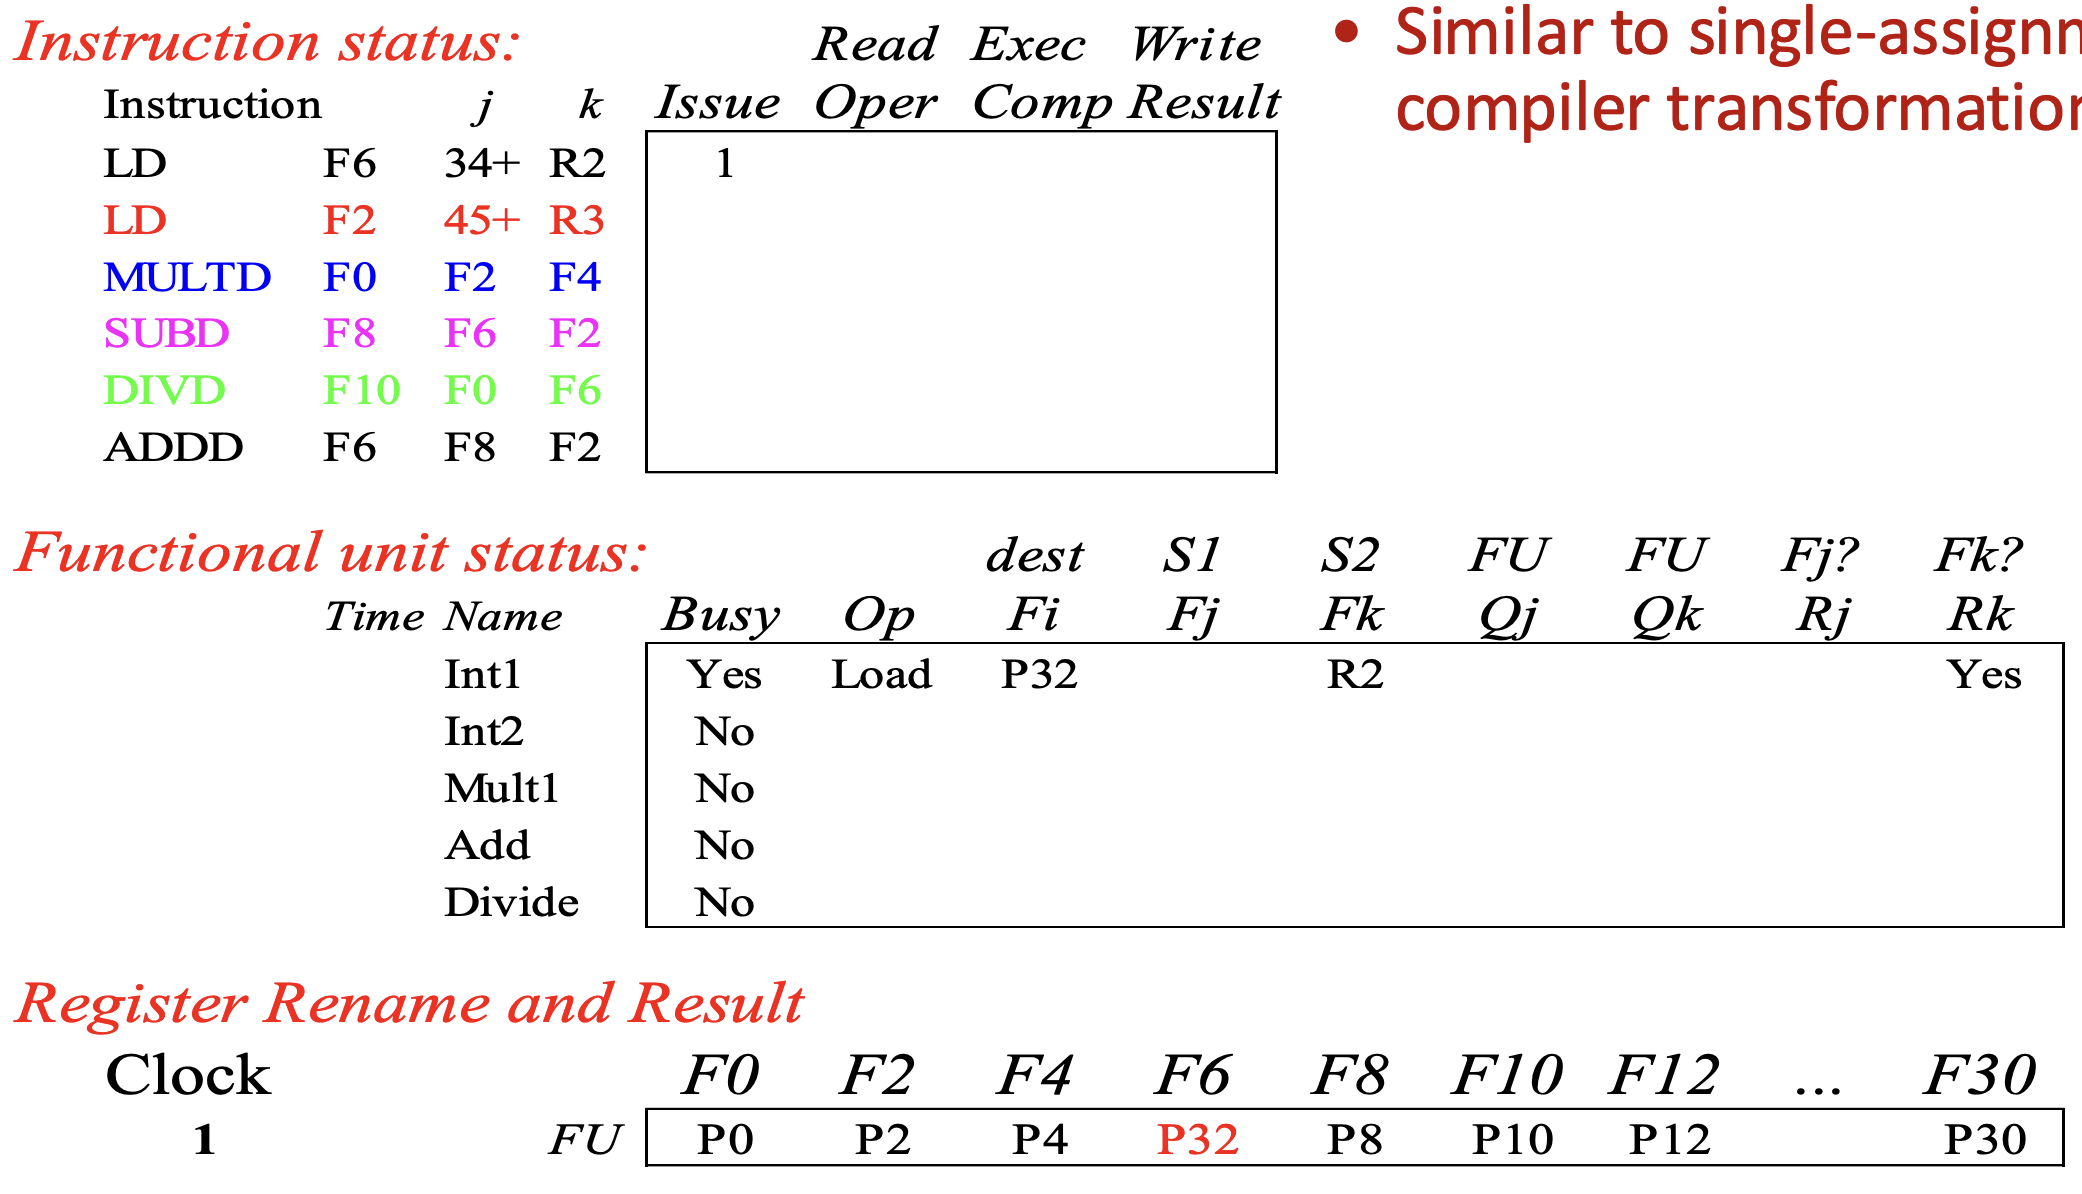 Instruction status: Read Exec Write
Instruction j k Issue Oper Comp Result
LD F6 34+ R2 1
LD F2 45+ R3
MULTD F0 F2 F4
SUBD F8 F6 F2
DIVD F10 F0 F6
ADDD F6 F8 F2
• Similar to
compiler
Functional unit status: dest S1 S2 FU FU Fj? Fk?
Time Name Busy Op Fi Fj Fk Qj Qk Rj Rk
Int1 Yes Load P32 R2 Yes
Int2 No
Mult1 No
Add No
Divide No
Register Rename and Result
Clock F0 F2 F4 F6 F8 F10 F12 ... F30
1 FU P0 P2 P4 P32 P8 P10 P12 P30